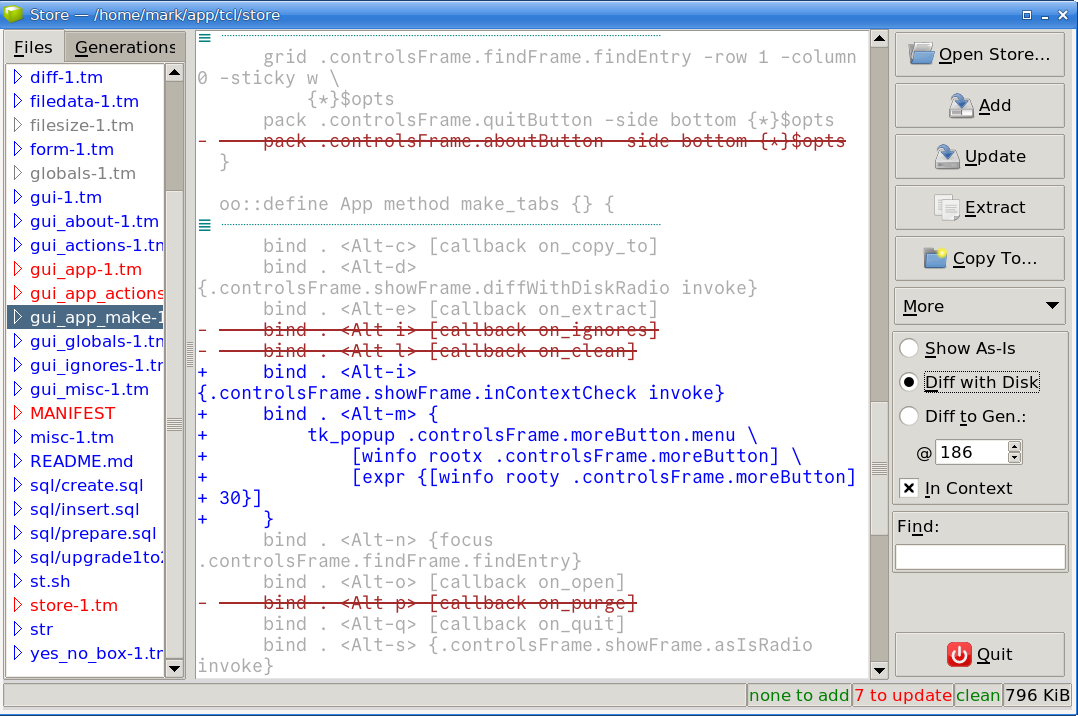 Store — /home/mark/app/tcl/store
Files
Generations
diff-1.tm
filedata-1.tm
filesize-1.tm
form-1.tm
globals-1.tm
gui-1.tm
gui_about-1.tm
gui_actions-1.tm
gui_app-1.tm
gui_app_actions
gui_app_make-1
gui_globals-1.tm
gui_ignores-1.tm
gui_misc-1.tm
MANIFEST
misc-1.tm
README.md
sql/create.sql
sql/insert.sql
sql/prepare.sql
sql/upgrade1to2
st.sh
store-1.tm
str
yes_no_box-1.tm
grid .controlsFrame.findFrame.findEntry -row 1 -column
0 -sticky w \
{*}$opts
pack .controlsFrame.quitButton -side bottom {*}$opts
- pack .controlsFrame.aboutButton -side bottom {*}$opts
}
oo::define App method make_tabs {} {
bind . <Alt-c> [callback on_copy_to]
bind . <Alt-d>
{.controlsFrame.showFrame.diffWithDiskRadio invoke}
bind . <Alt-e> [callback on_extract]
- bind . <Alt-i> [callback on_ignores]
- bind . <Alt-l> [callback on_clean]
+ bind . <Alt-i>
{.controlsFrame.showFrame.inContextCheck invoke}
+ bind . <Alt-m> {
+ tk_popup .controlsFrame.moreButton.menu \
+ [winfo rootx .controlsFrame.moreButton] \
+ [expr {[winfo rooty .controlsFrame.moreButton]
+ 30}]
+ }
bind . <Alt-n> {focus
.controlsFrame.findFrame.findEntry}
bind . <Alt-o> [callback on_open]
- bind . <Alt-p> [callback on_purge]
bind . <Alt-q> [callback on_quit]
bind . <Alt-s> {.controlsFrame.showFrame.asIsRadio
invoke}
Open Store...
Add
Update
Extract
Copy To...
More
Show As-Is
Diff with Disk
Diff to Gen.:
@ 186
In Context
Find:
Quit
none to add
7 to update
clean
796 KiB